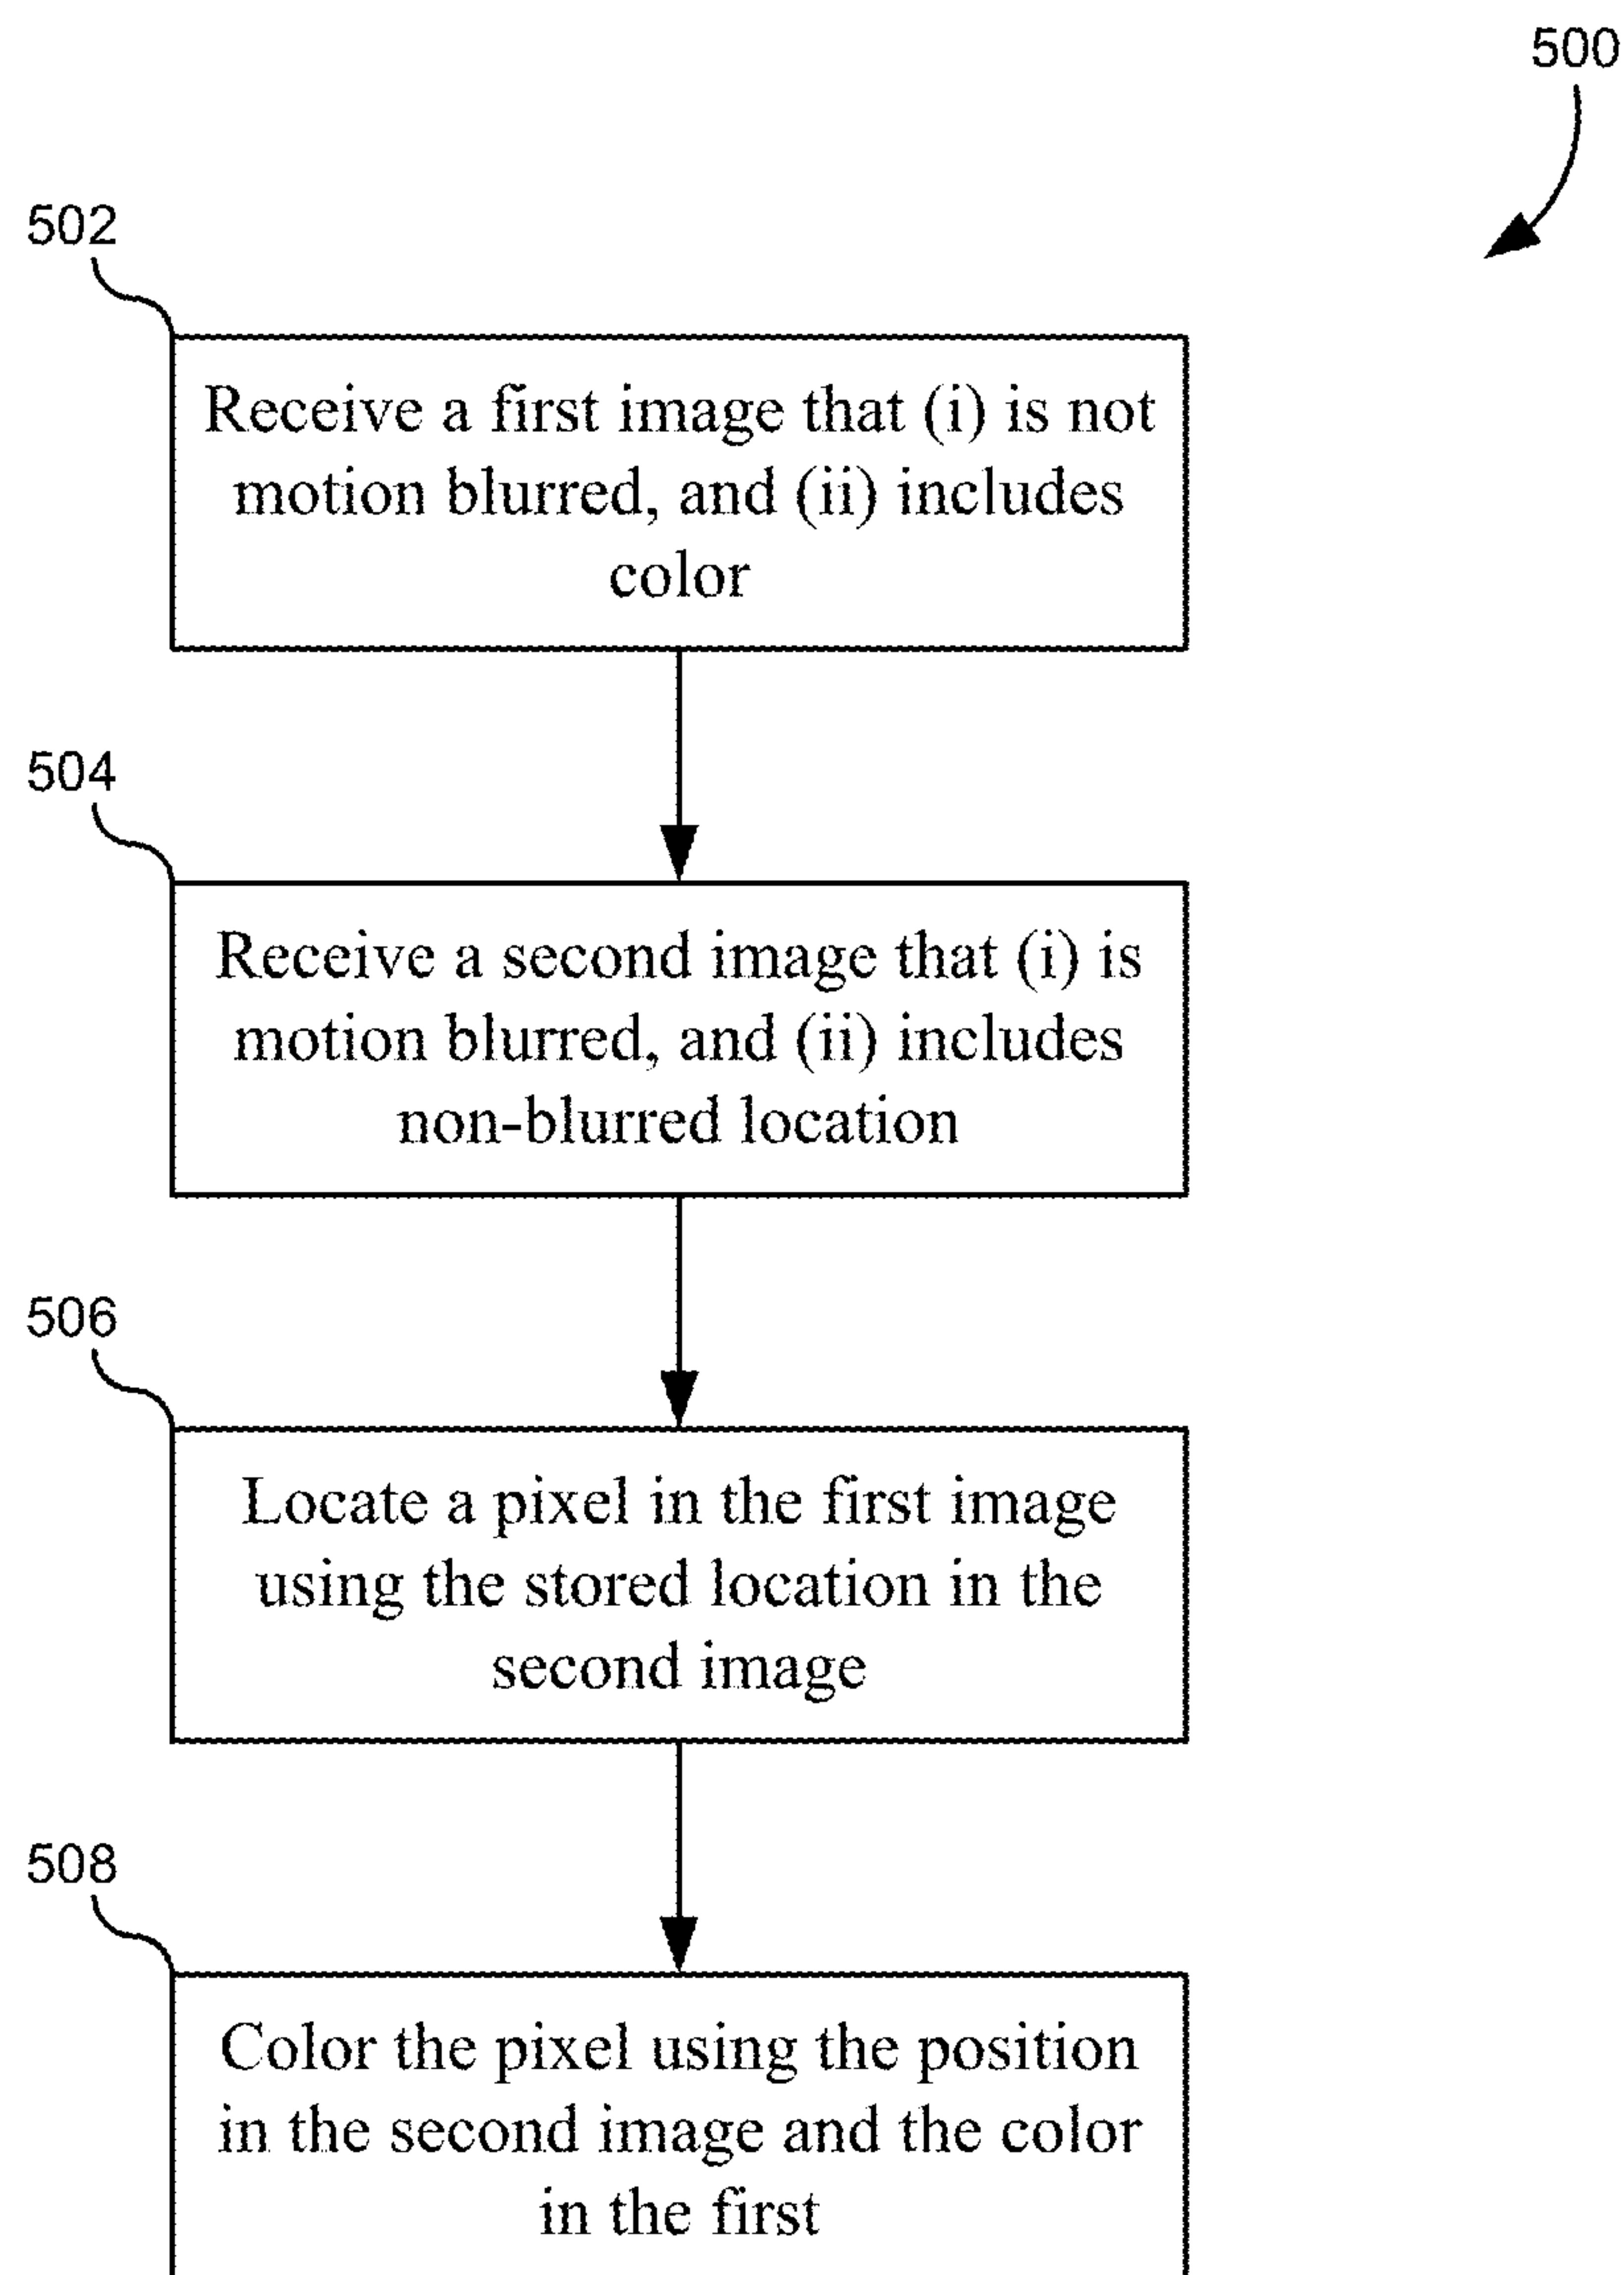 500
502
Receive a first image that (i) is not
motion blurred, and (ii) includes
color
504
Receive a second image that (i) is
motion blurred, and (ii) includes
non-blurred location
506
Locate a pixel in the first image
using the stored location in the
second image
508
Color the pixel using the position
in the second image and the color
in the first